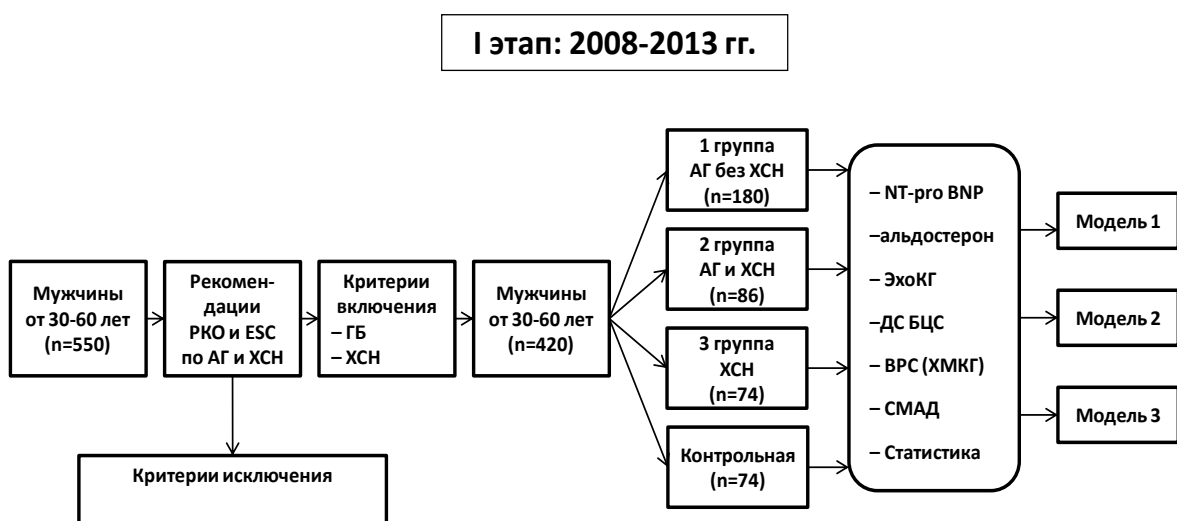 I этап: 2008-2013 гг.
Мужчины
от 30-60 лет
(n=550)
Рекомен-
дации
РКО и ESC
по АГ и ХСН
Критерии исключения
Критерии
включения
– ГБ
– ХСН
Мужчины
от 30-60 лет
(n=420)
1 группа
АГ без ХСН
(n=180)
2 группа
АГ и ХСН
(n=86)
3 группа
ХСН
(n=74)
Контрольная
(n=74)
– NT-pro BNP
–альдостерон
– ЭхоКГ
–ДС БЦС
– ВРС (ХМКГ)
– СМАД
– Статистика
Модель 1
Модель 2
Модель 3